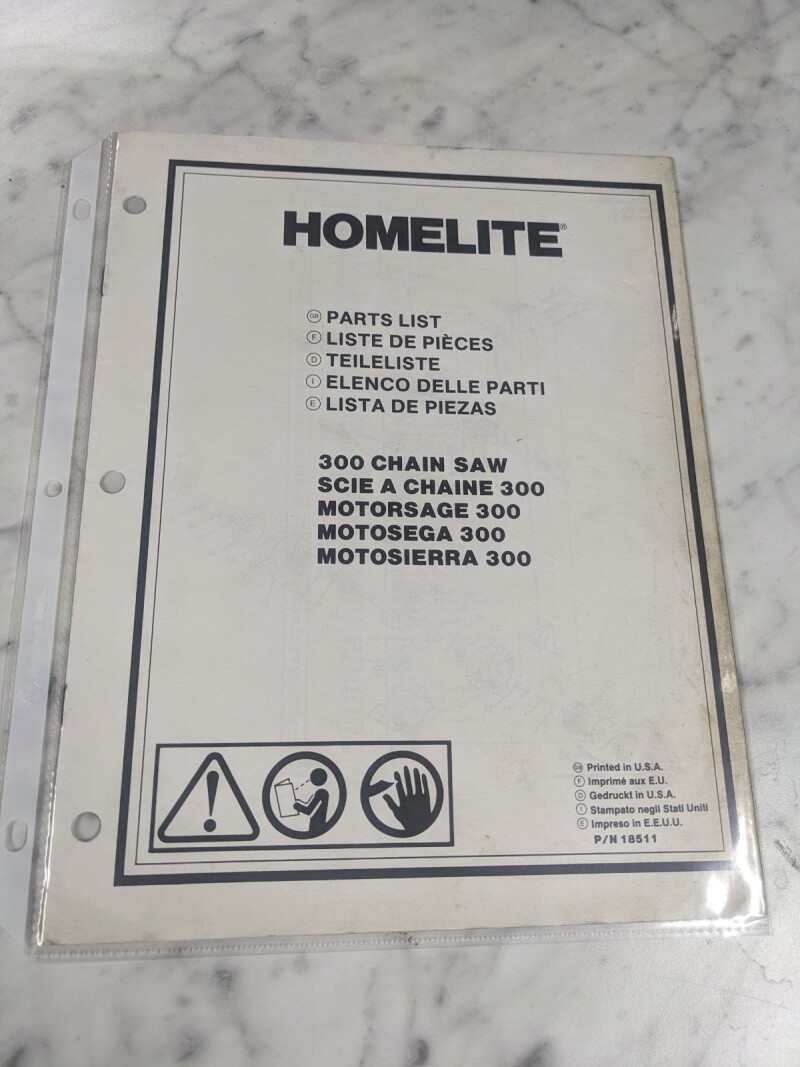 HOMELITE®
GB PARTS LIST
F LISTE DE PIÈCES
D TEILELISTE
I ELENCO DELLE PARTI
E LISTA DE PIEZAS
300 CHAIN SAW
SCIE A CHAINE 300
MOTORSAGE 300
MOTOSEGA 300
MOTOSIERRA 300
GB Printed in U.S.A.
F Imprimé aux E.U.
D Gedruckt in U.S.A.
I Stampato negli Stati Uniti
E Impreso in E.E.U.U.
P/N 18511